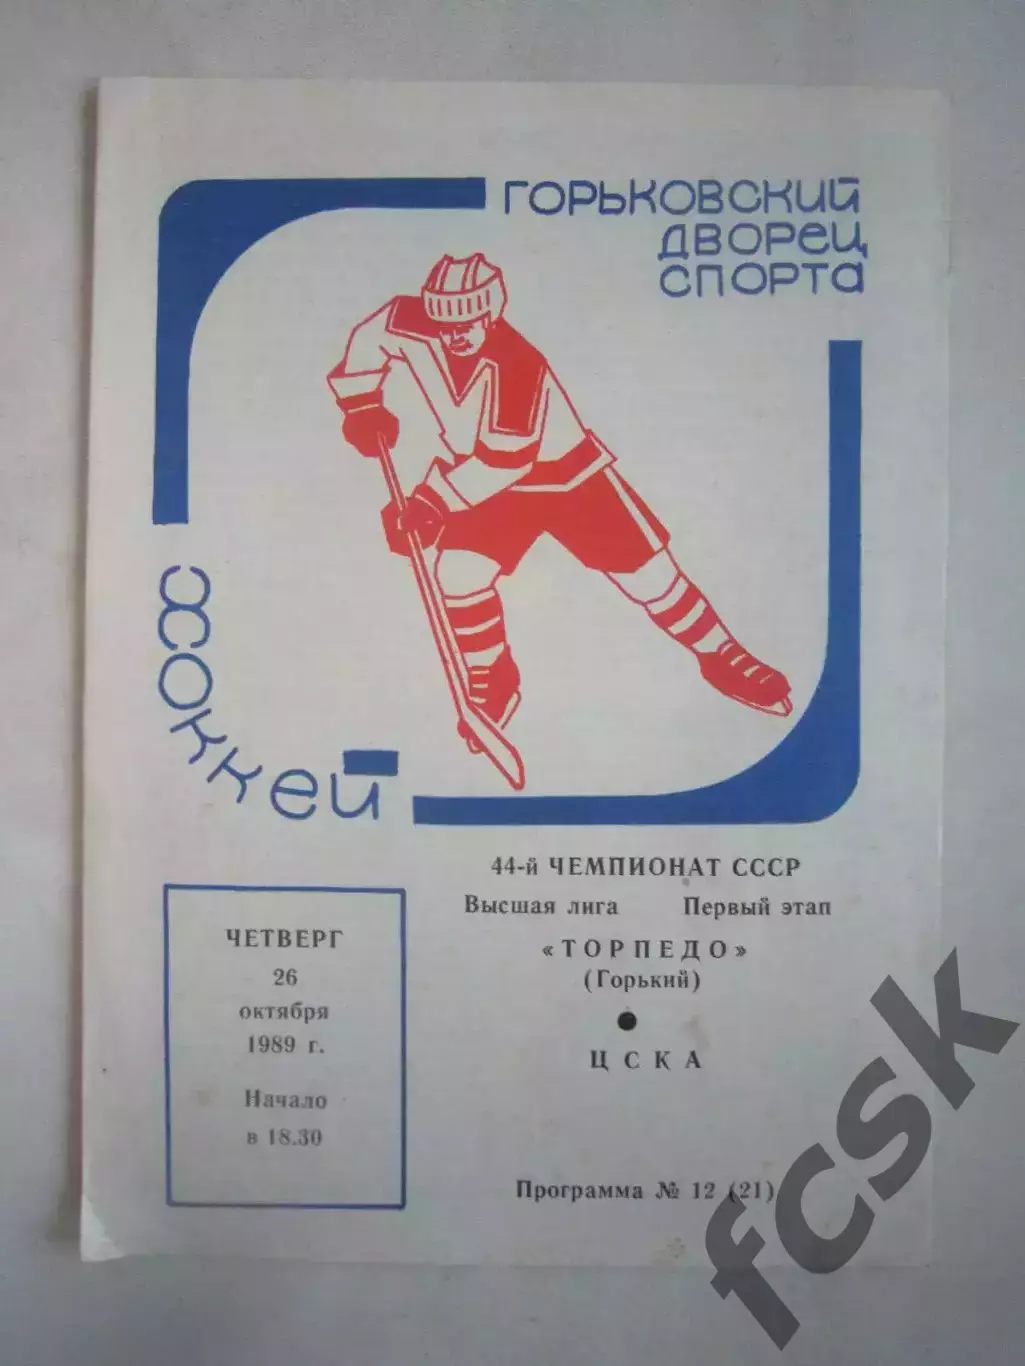 ГОРЬКОВСКИЙ
ДВОРЕЦ
СПОРТА
ХОККЕЙ
44-й ЧЕМПИОНАТ СССР
Высшая лига Первый этап
«ТОРПЕДО»
(Горький)
●
ЦСКА
ЧЕТВЕРГ
26
октября
1989 г.
Начало
в 18.30
Программа № 12 (21)
fcsk